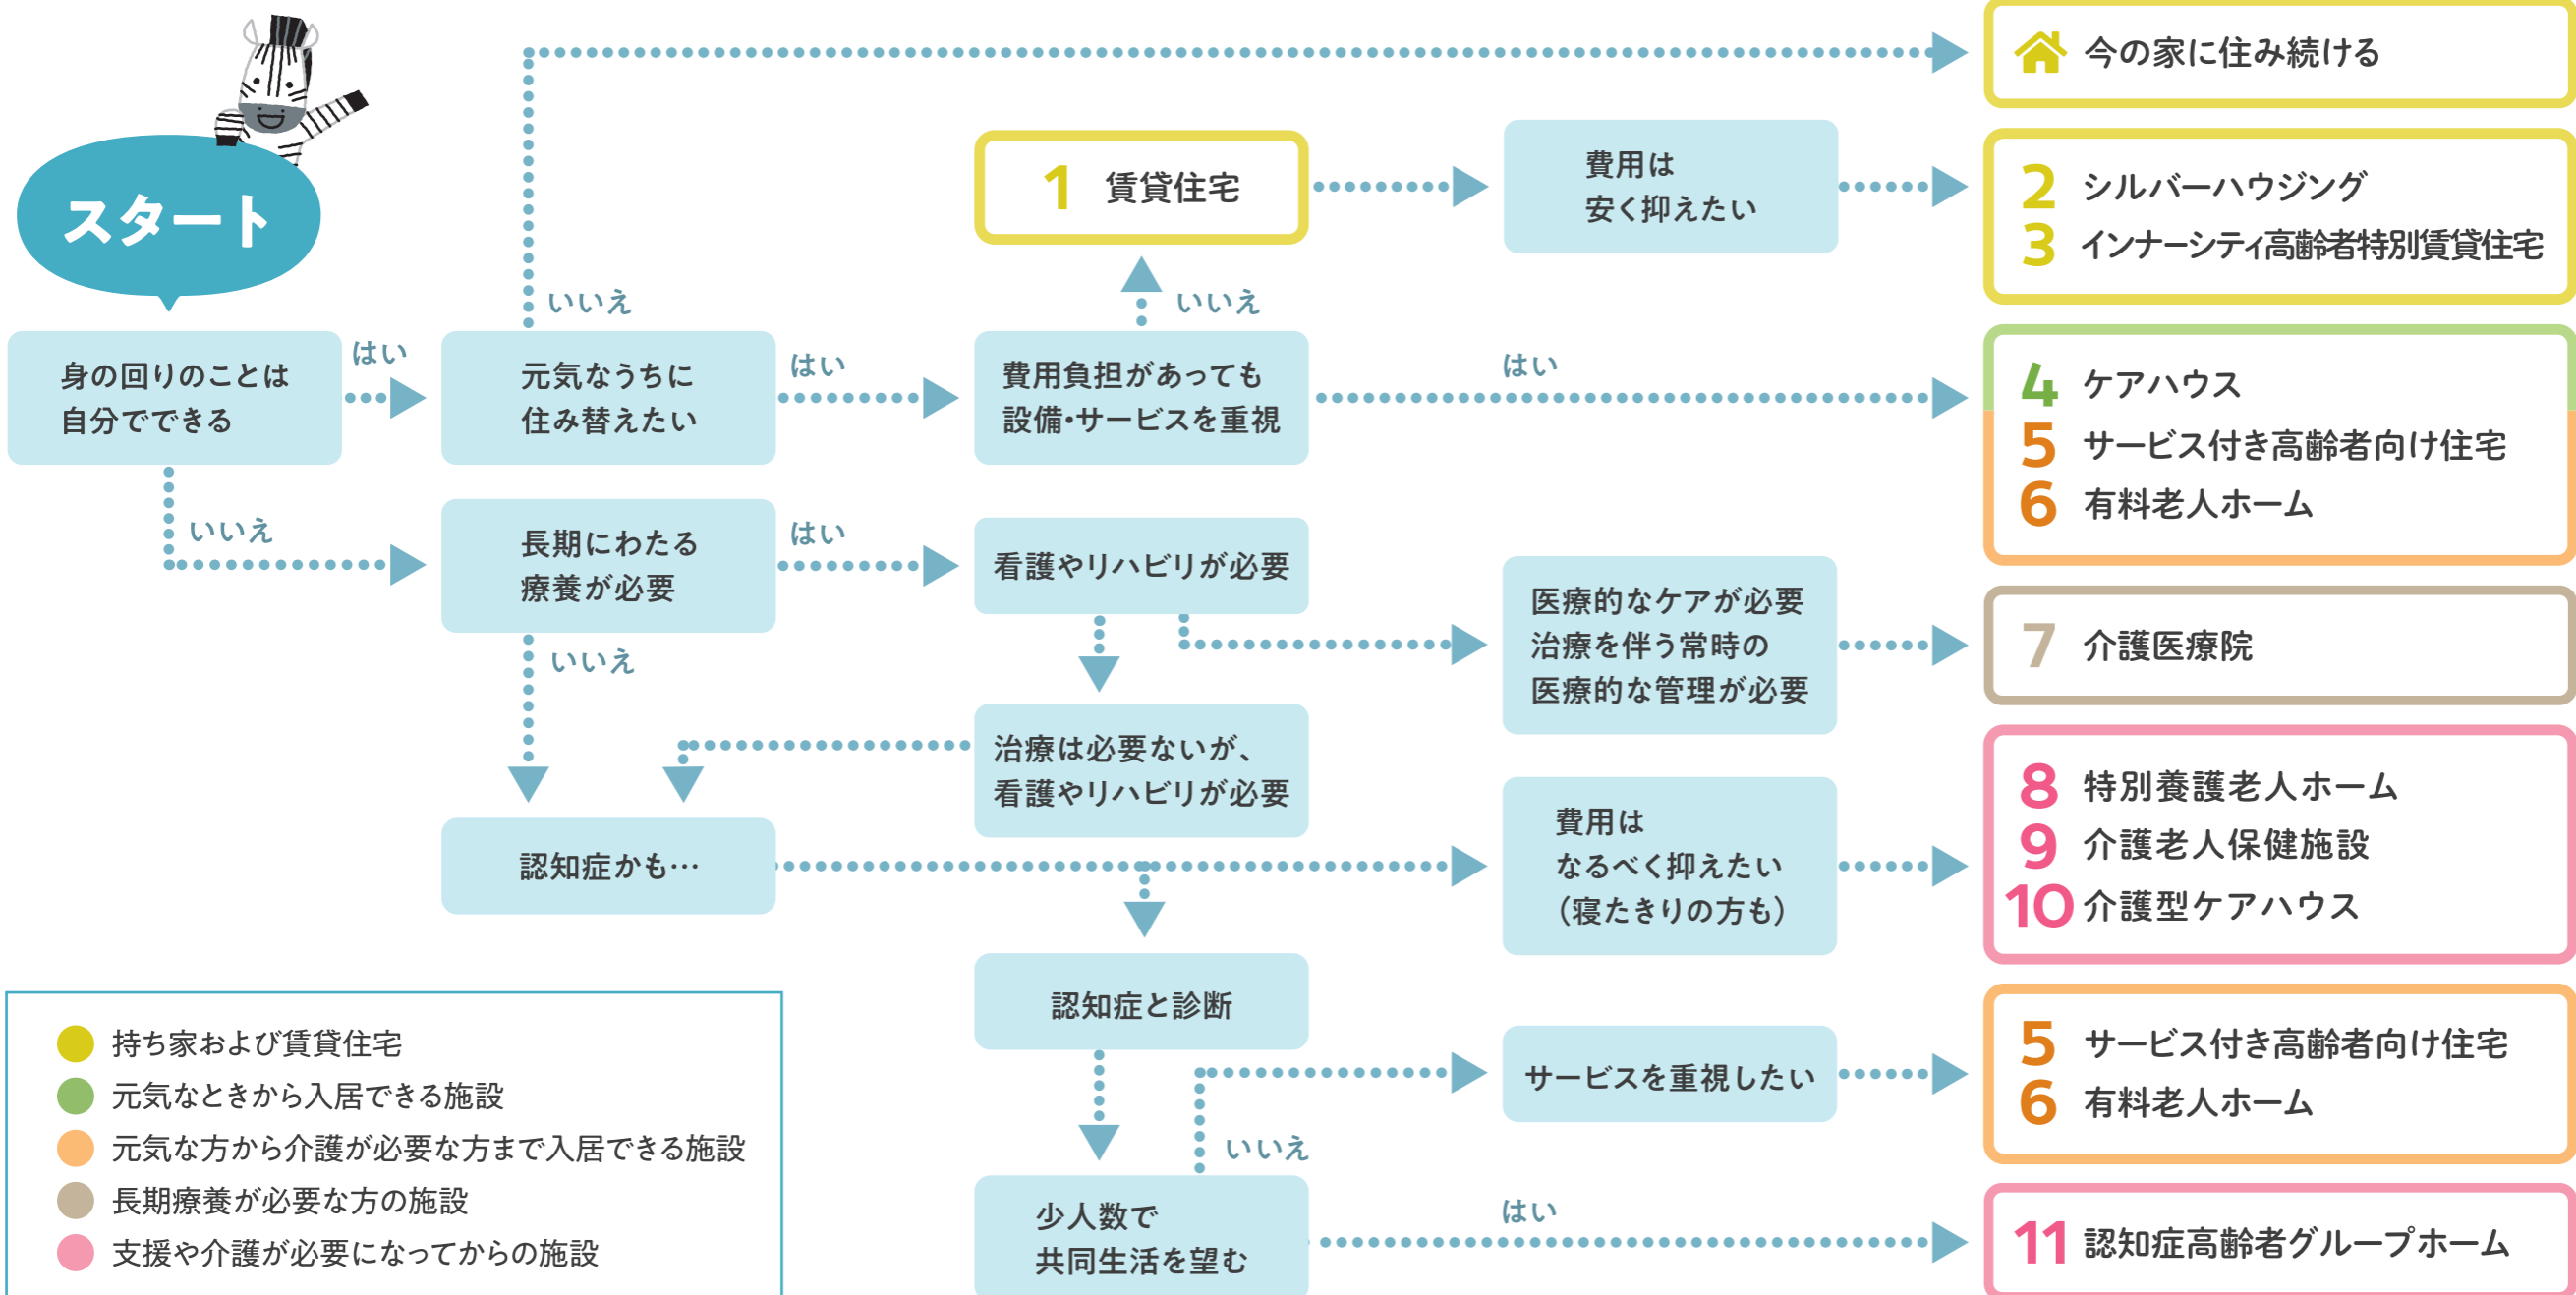 スタート
今の家に住み続ける
1 賃貸住宅
費用は
安く抑えたい
2 シルバーハウジング
3 インナーシティ高齢者特別賃貸住宅
いいえ
いいえ
身の回りのことは
自分でできる
はい
元気なうちに
住み替えたい
はい
費用負担があっても
設備・サービスを重視
はい
4 ケアハウス
5 サービス付き高齢者向け住宅
6 有料老人ホーム
いいえ
長期にわたる
療養が必要
はい
看護やリハビリが必要
医療的なケアが必要
治療を伴う常時の
医療的な管理が必要
7 介護医療院
いいえ
治療は必要ないが、
看護やリハビリが必要
認知症かも…
費用は
なるべく抑えたい
（寝たきりの方も）
8 特別養護老人ホーム
9 介護老人保健施設
10 介護型ケアハウス
認知症と診断
サービスを重視したい
5 サービス付き高齢者向け住宅
6 有料老人ホーム
いいえ
少人数で
共同生活を望む
はい
11 認知症高齢者グループホーム
持ち家および賃貸住宅
元気なときから入居できる施設
元気な方から介護が必要な方まで入居できる施設
長期療養が必要な方の施設
支援や介護が必要になってからの施設